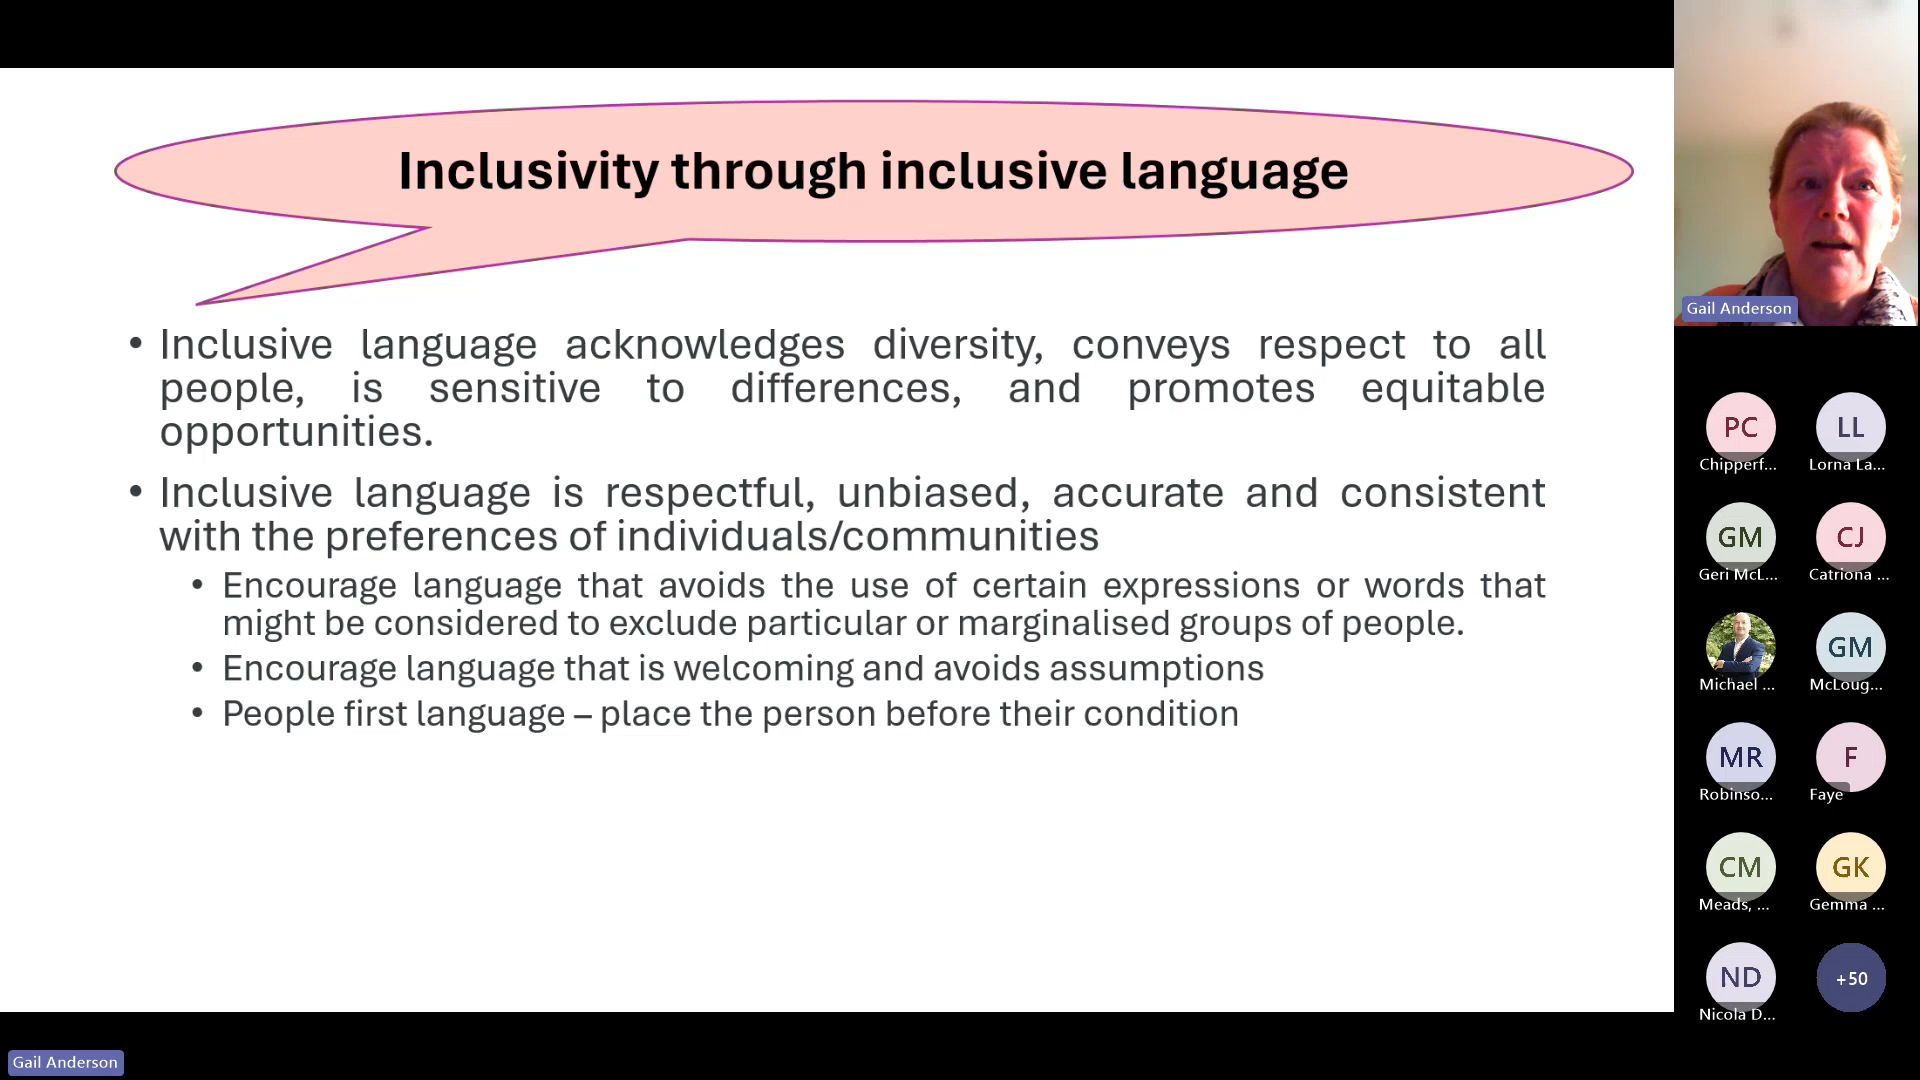 Inclusivity through inclusive language
• Inclusive language acknowledges diversity, conveys respect to all
people, is sensitive to differences, and promotes equitable
opportunities.
• Inclusive language is respectful, unbiased, accurate and consistent
with the preferences of individuals/communities
• Encourage language that avoids the use of certain expressions or words that
might be considered to exclude particular or marginalised groups of people.
• Encourage language that is welcoming and avoids assumptions
• People first language – place the person before their condition
Gail Anderson
PC
Chipperf...
LL
Lorna La...
GM
Geri McL...
CJ
Catriona ...
Michael ...
GM
McLoug...
MR
Robinso...
F
Faye
CM
Meads, ...
GK
Gemma ...
ND
Nicola D...
+50
Gail Anderson